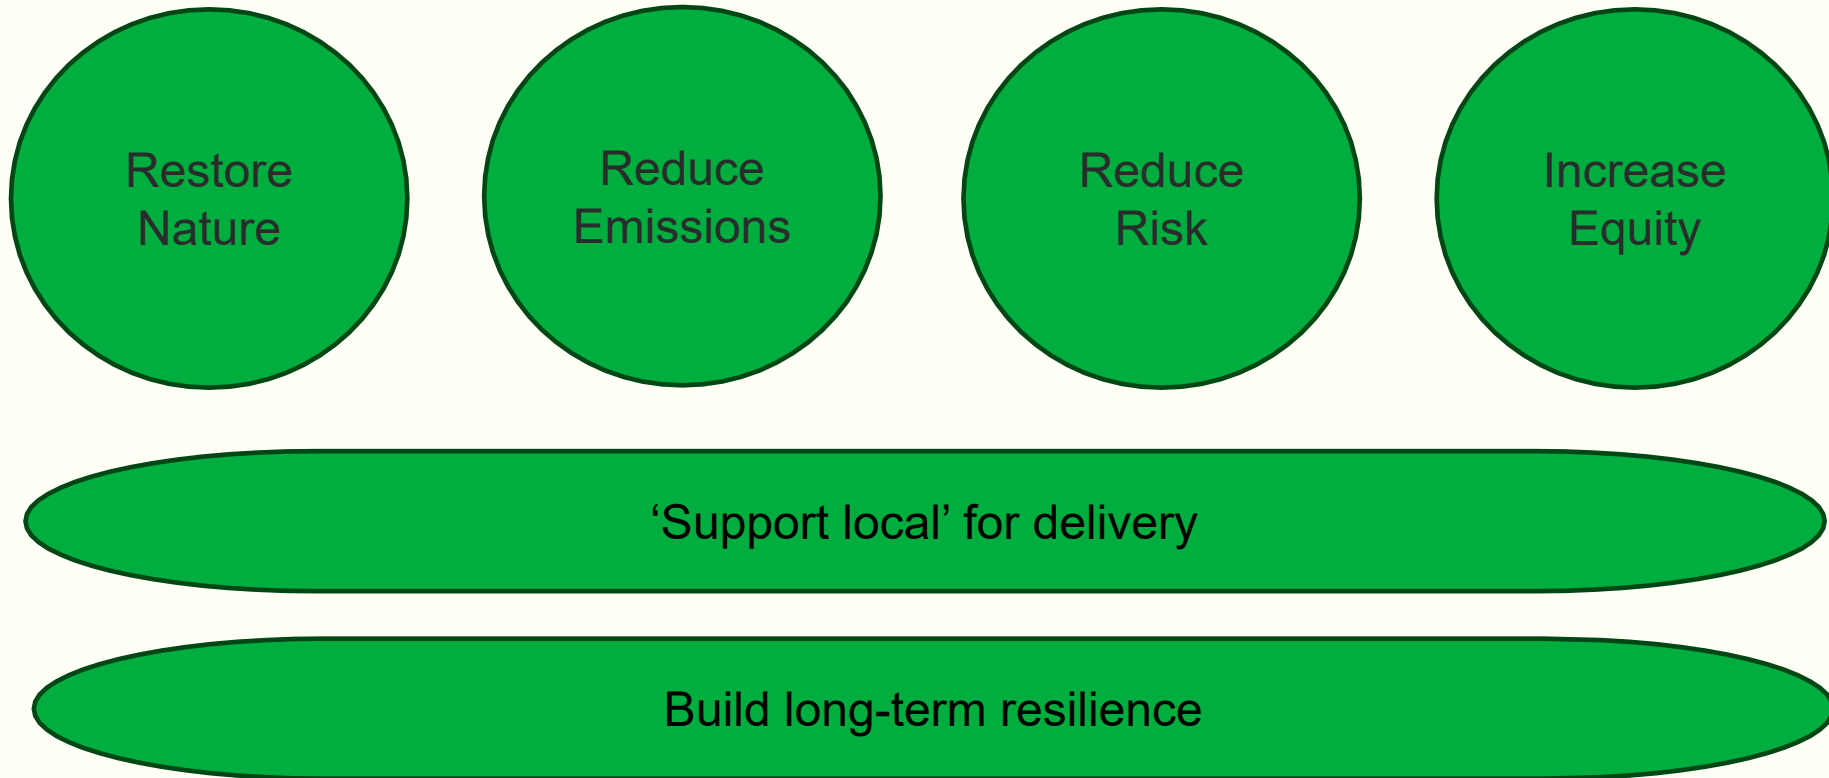 Restore
Nature
Reduce
Emissions
Reduce
Risk
Increase
Equity
‘Support local’ for delivery
Build long-term resilience